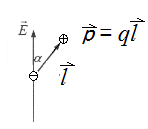 E⃗
α
p⃗ = ql⃗
l⃗